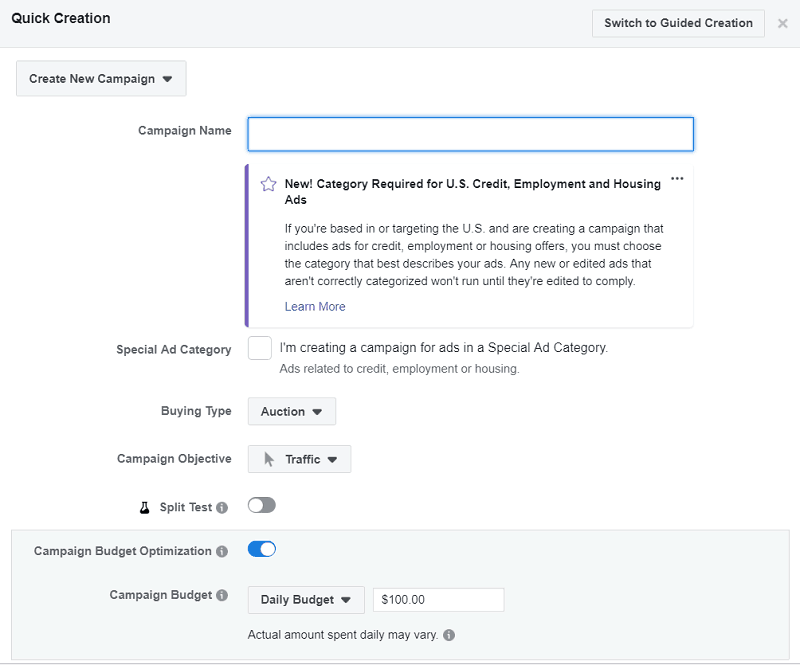 Quick Creation
Switch to Guided Creation
Create New Campaign
Campaign Name
New! Category Required for U.S. Credit, Employment and Housing
Ads
If you're based in or targeting the U.S. and are creating a campaign that
includes ads for credit, employment or housing offers, you must choose
the category that best describes your ads. Any new or edited ads that
aren't correctly categorized won't run until they're edited to comply.
Learn More
Special Ad Category
I'm creating a campaign for ads in a Special Ad Category.
Ads related to credit, employment or housing.
Buying Type
Auction
Campaign Objective
Traffic
Split Test
Campaign Budget Optimization
Campaign Budget
Daily Budget
$100.00
Actual amount spent daily may vary.